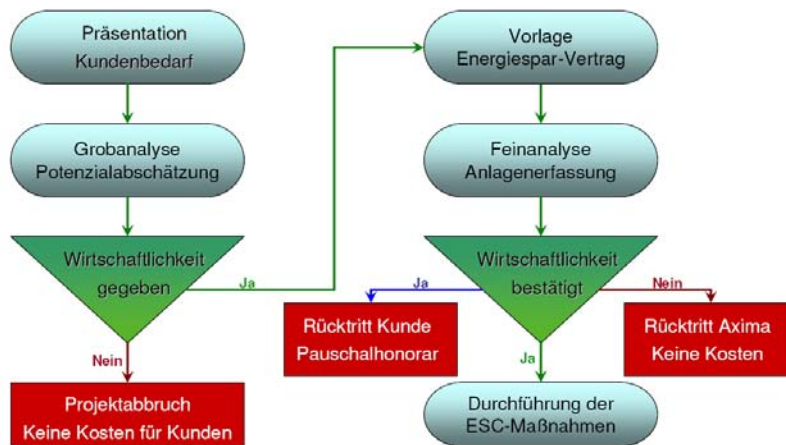 Präsentation
Kundenbedarf
Grobanalyse
Potenzialabschätzung
Wirtschaftlichkeit
gegeben
Ja
Nein
Projektabbruch
Keine Kosten für Kunden
Vorlage
Energiespar-Vertrag
Feinanalyse
Anlagenerfassung
Wirtschaftlichkeit
bestätigt
Ja
Nein
Rücktritt Kunde
Pauschalhonorar
Rücktritt Axima
Keine Kosten
Ja
Durchführung der
ESC-Maßnahmen